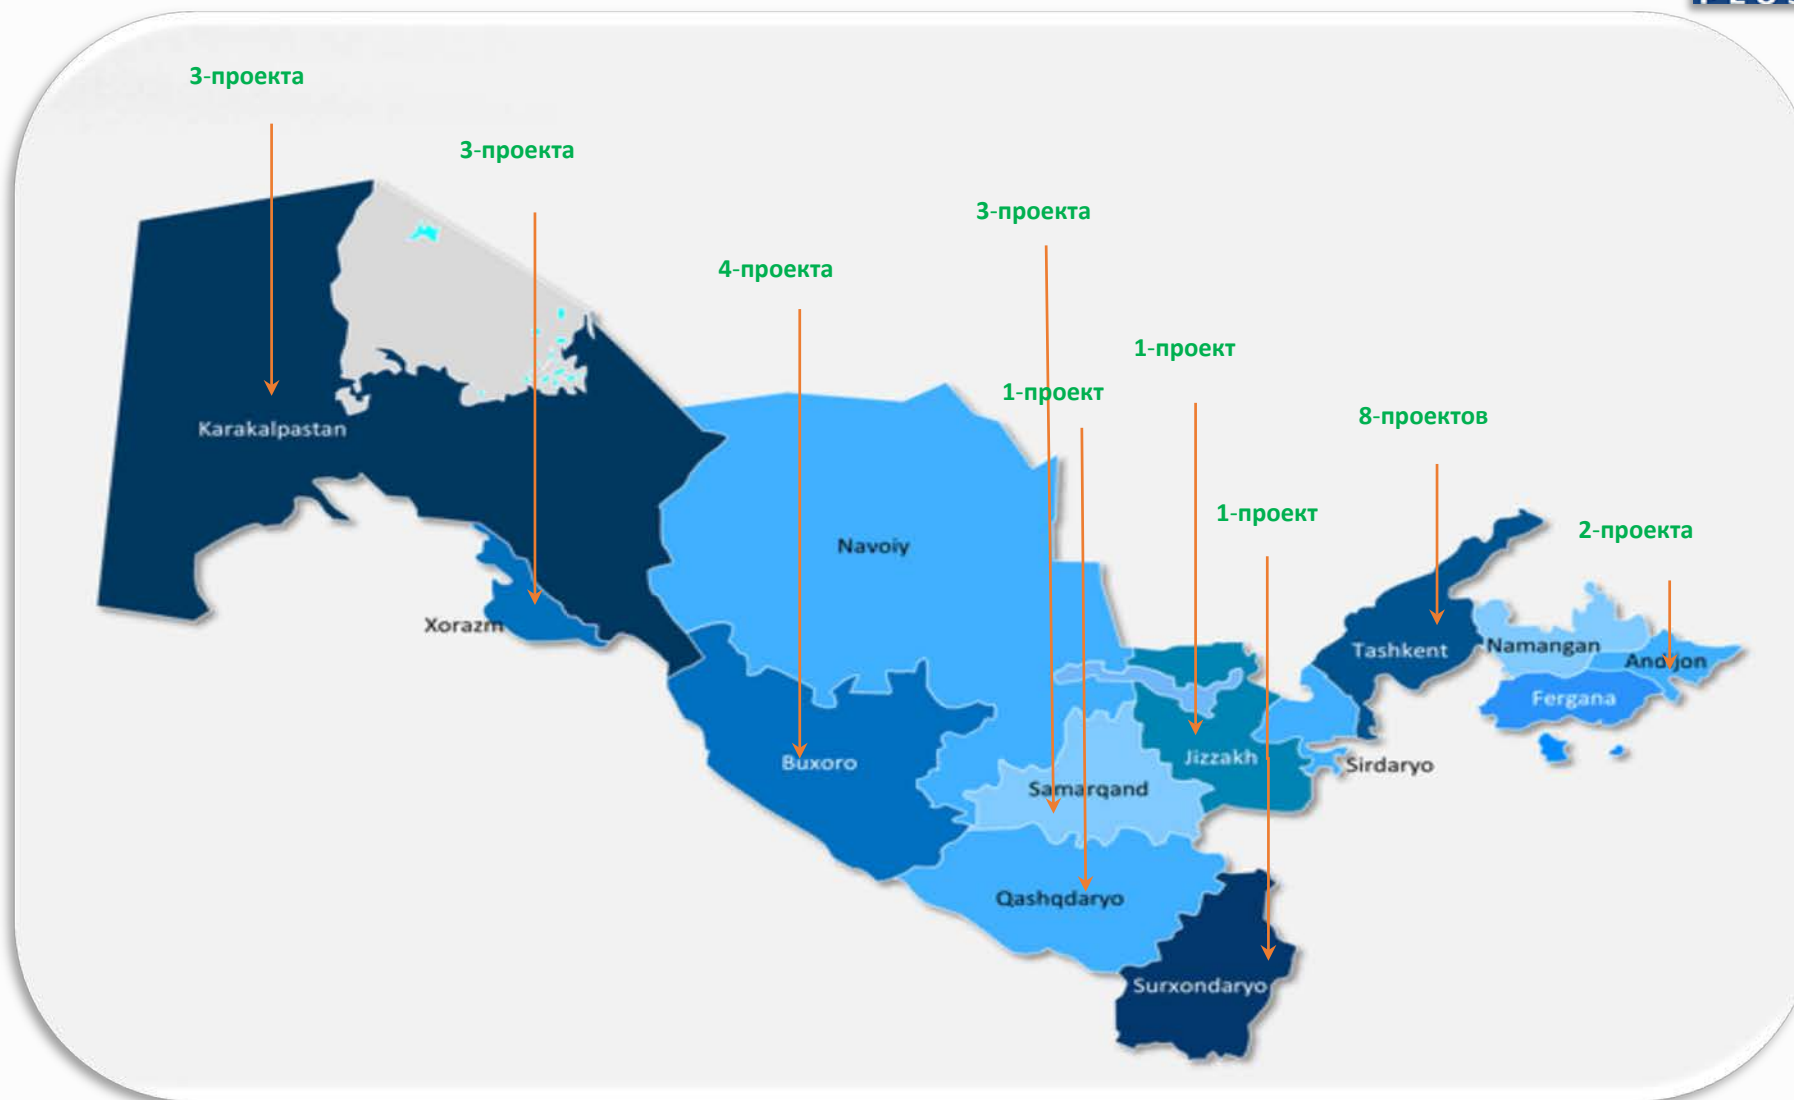 3-проекта
3-проекта
3-проекта
4-проекта
1-проект
1-проект
8-проектов
Karakalpastan
1-проект
2-проекта
Navoiy
Xorazm
Tashkent
Namangan
Andijon
Fergana
Buxoro
Jizzakh
Sirdaryo
Samarqand
Qashqdaryo
Surxondaryo